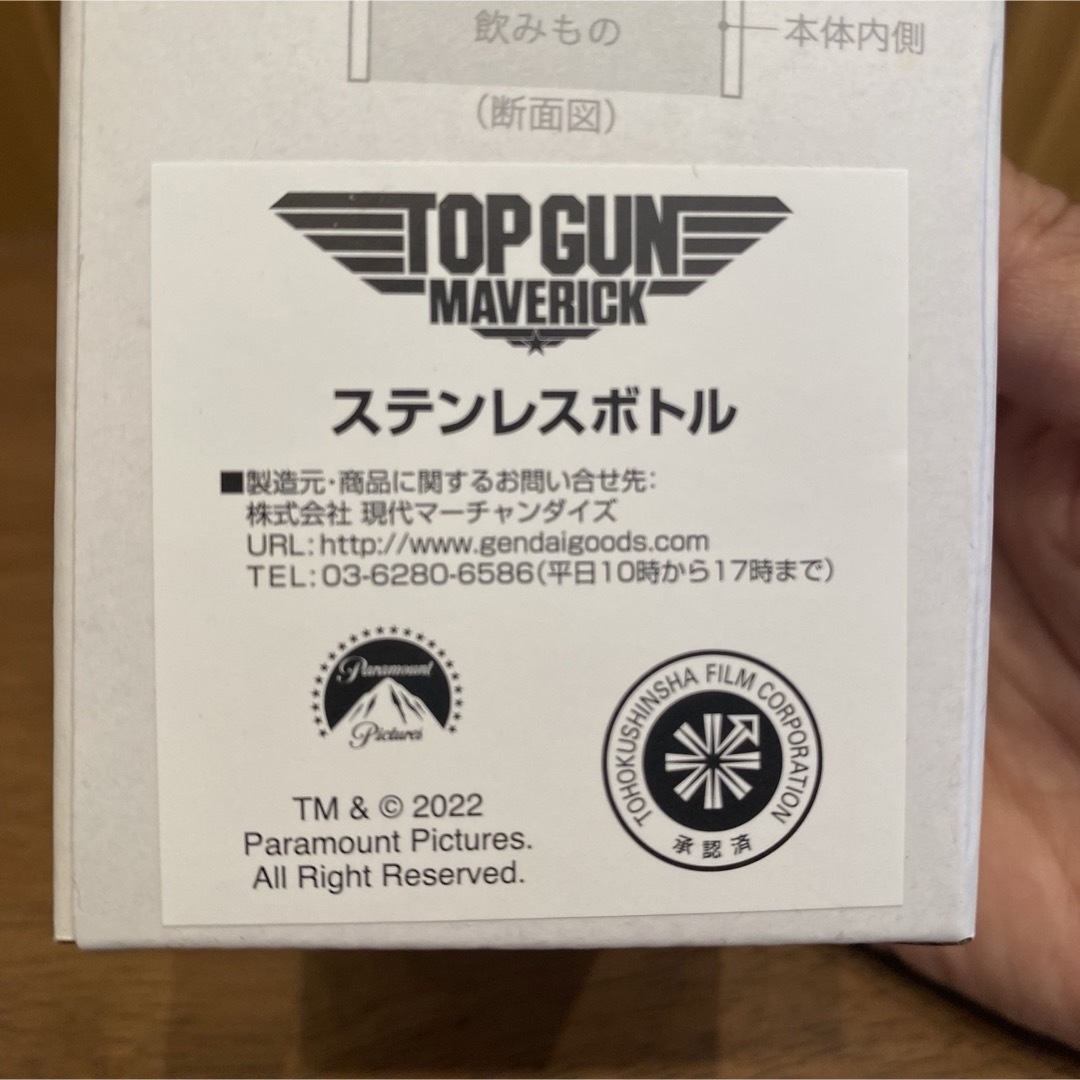 飲みもの
本体内側
(断面図)
TOP GUN
MAVERICK
ステンレスボトル
■製造元・商品に関するお問い合せ先:
株式会社 現代マーチャンダイズ
URL:http://www.gendaigoods.com
TEL:03-6280-6586(平日10時から17時まで)
Paramount
Pictures
TM & © 2022
Paramount Pictures.
All Right Reserved.
TOHOKUSHINSHA FILM CORPORATION
承認済